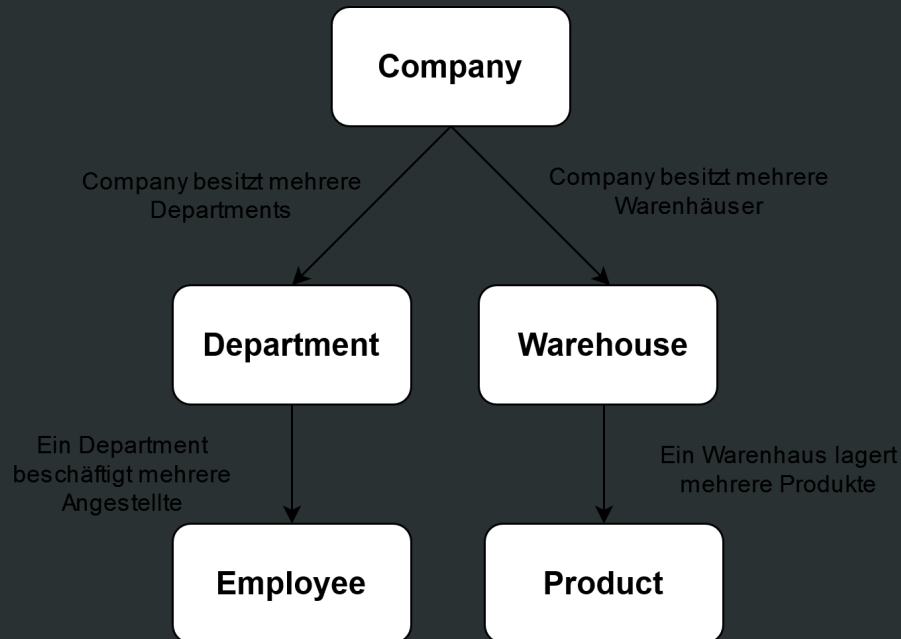 Company
Company besitzt mehrere
Departments
Company besitzt mehrere
Warenhäuser
Department
Warehouse
Ein Department
beschäftigt mehrere
Angestellte
Ein Warenhaus lagert
mehrere Produkte
Employee
Product